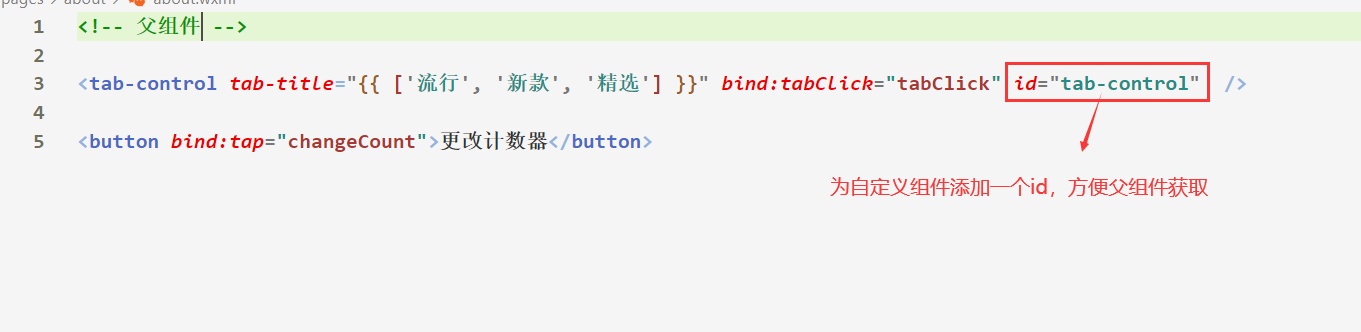 pages > about > about.wxml
1 <!-- 父组件 -->
2
3 <tab-control tab-title="{{ ['流行', '新款', '精选'] }}" bind:tabClick="tabClick" id="tab-control" />
4
5 <button bind:tap="changeCount">更改计数器</button>
为自定义组件添加一个id，方便父组件获取